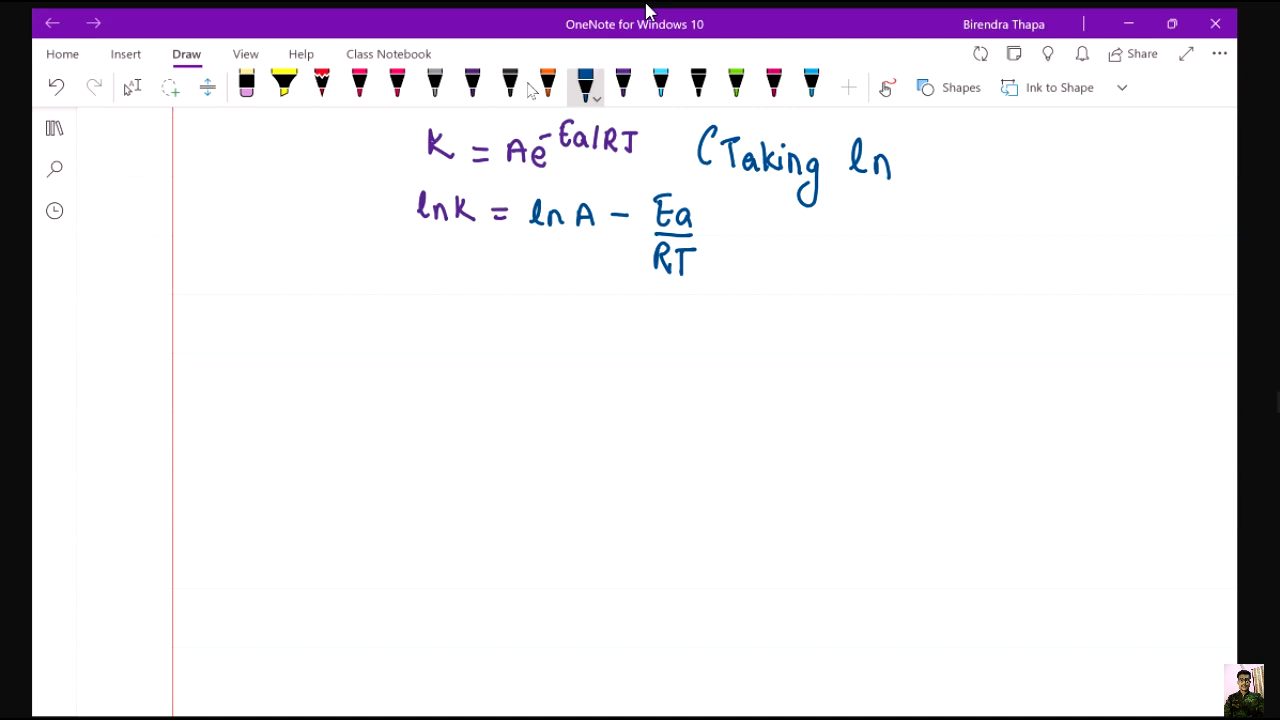 OneNote for Windows 10
Birendra Thapa
Home Insert Draw View Help Class Notebook
Share
Shapes Ink to Shape
K = Ae^-Ea/RT (Taking ln
lnK = ln A - Ea
RT